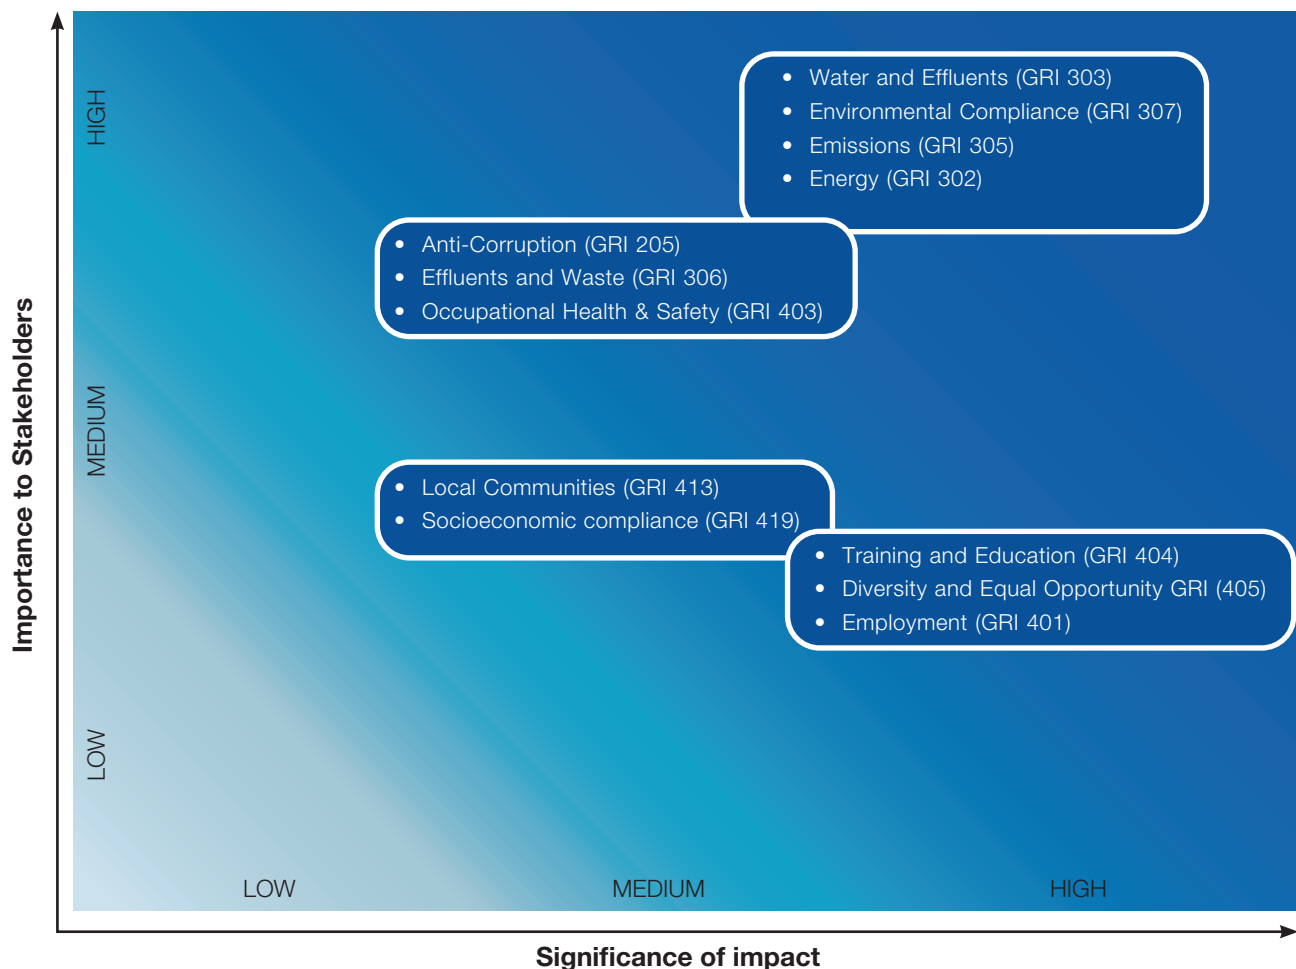 HIGH
• Water and Effluents (GRI 303)
• Environmental Compliance (GRI 307)
• Emissions (GRI 305)
• Energy (GRI 302)
• Anti-Corruption (GRI 205)
• Effluents and Waste (GRI 306)
• Occupational Health & Safety (GRI 403)
Importance to Stakeholders
MEDIUM
• Local Communities (GRI 413)
• Socioeconomic compliance (GRI 419)
• Training and Education (GRI 404)
• Diversity and Equal Opportunity GRI (405)
• Employment (GRI 401)
LOW
LOW
MEDIUM
HIGH
Significance of impact